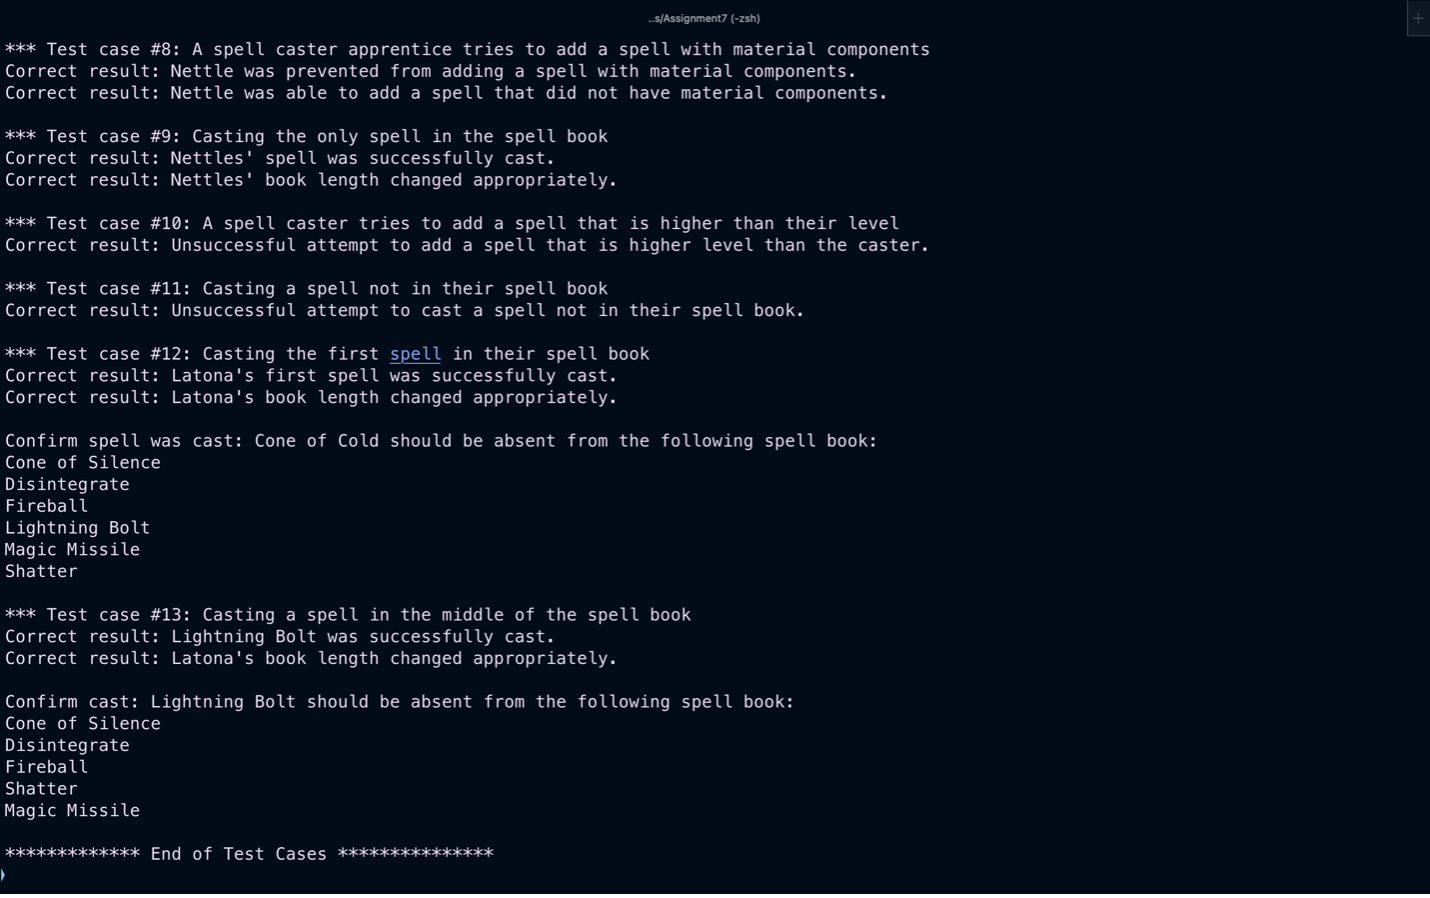 ..s/Assignment7 (-zsh)
+
*** Test case #8: A spell caster apprentice tries to add a spell with material components
Correct result: Nettle was prevented from adding a spell with material components.
Correct result: Nettle was able to add a spell that did not have material components.

*** Test case #9: Casting the only spell in the spell book
Correct result: Nettles' spell was successfully cast.
Correct result: Nettles' book length changed appropriately.

*** Test case #10: A spell caster tries to add a spell that is higher than their level
Correct result: Unsuccessful attempt to add a spell that is higher level than the caster.

*** Test case #11: Casting a spell not in their spell book
Correct result: Unsuccessful attempt to cast a spell not in their spell book.

*** Test case #12: Casting the first spell in their spell book
Correct result: Latona's first spell was successfully cast.
Correct result: Latona's book length changed appropriately.

Confirm spell was cast: Cone of Cold should be absent from the following spell book:
Cone of Silence
Disintegrate
Fireball
Lightning Bolt
Magic Missile
Shatter

*** Test case #13: Casting a spell in the middle of the spell book
Correct result: Lightning Bolt was successfully cast.
Correct result: Latona's book length changed appropriately.

Confirm cast: Lightning Bolt should be absent from the following spell book:
Cone of Silence
Disintegrate
Fireball
Shatter
Magic Missile

************* End of Test Cases ***************